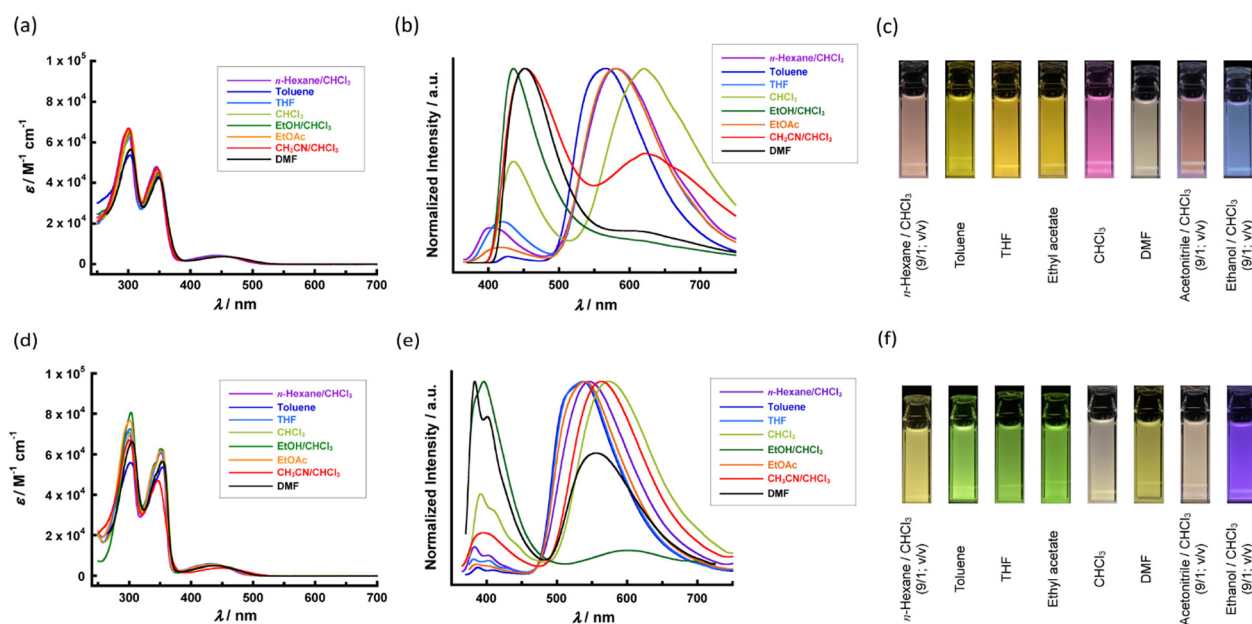 (a)
1 x 10⁵
8 x 10⁴
6 x 10⁴
4 x 10⁴
2 x 10⁴
0
ε / M⁻¹ cm⁻¹
300 400 500 600 700
λ / nm
n-Hexane/CHCl₃
Toluene
THF
CHCl₃
EtOH/CHCl₃
EtOAc
CH₃CN/CHCl₃
DMF
(b)
Normalized Intensity / a.u.
400 500 600 700
λ / nm
n-Hexane/CHCl₃
Toluene
THF
CHCl₃
EtOH/CHCl₃
EtOAc
CH₃CN/CHCl₃
DMF
(c)
n-Hexane / CHCl₃
(9/1; v/v)
Toluene
THF
Ethyl acetate
CHCl₃
DMF
Acetonitrile / CHCl₃
(9/1; v/v)
Ethanol / CHCl₃
(9/1; v/v)
(d)
1 x 10⁵
8 x 10⁴
6 x 10⁴
4 x 10⁴
2 x 10⁴
0
ε / M⁻¹ cm⁻¹
300 400 500 600 700
λ / nm
n-Hexane/CHCl₃
Toluene
THF
CHCl₃
EtOH/CHCl₃
EtOAc
CH₃CN/CHCl₃
DMF
(e)
Normalized Intensity / a.u.
400 500 600 700
λ / nm
n-Hexane/CHCl₃
Toluene
THF
CHCl₃
EtOH/CHCl₃
EtOAc
CH₃CN/CHCl₃
DMF
(f)
n-Hexane / CHCl₃
(9/1; v/v)
Toluene
THF
Ethyl acetate
CHCl₃
DMF
Acetonitrile / CHCl₃
(9/1; v/v)
Ethanol / CHCl₃
(9/1; v/v)